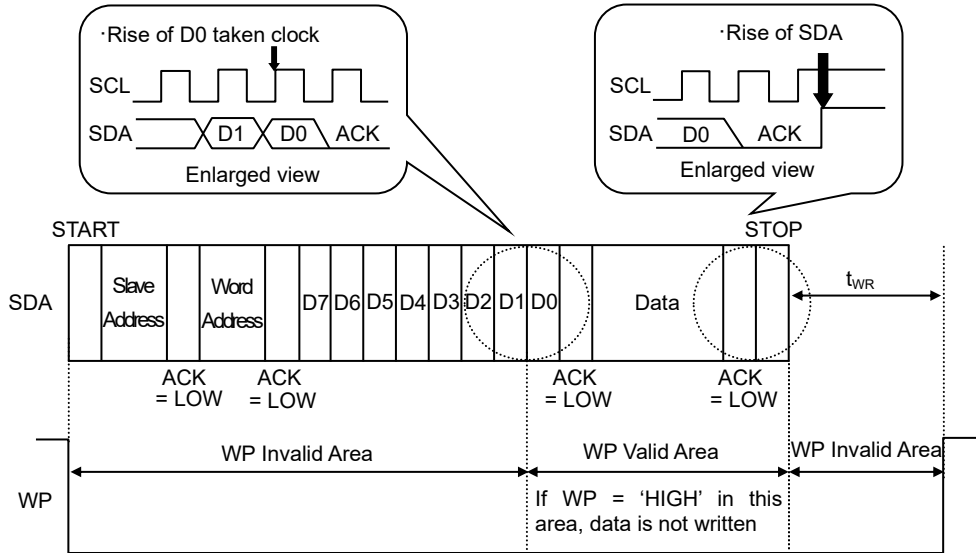 ·Rise of D0 taken clock
SCL
SDA D1 D0 ACK
Enlarged view
·Rise of SDA
SCL
SDA D0 ACK
Enlarged view
START STOP
SDA
Slave
Address
Word
Address
D7 D6 D5 D4 D3 D2 D1 D0
Data
tWR
ACK
= LOW
ACK
= LOW
ACK
= LOW
ACK
= LOW
WP Invalid Area WP Valid Area WP Invalid Area
WP
If WP = ‘HIGH’ in this
area, data is not written